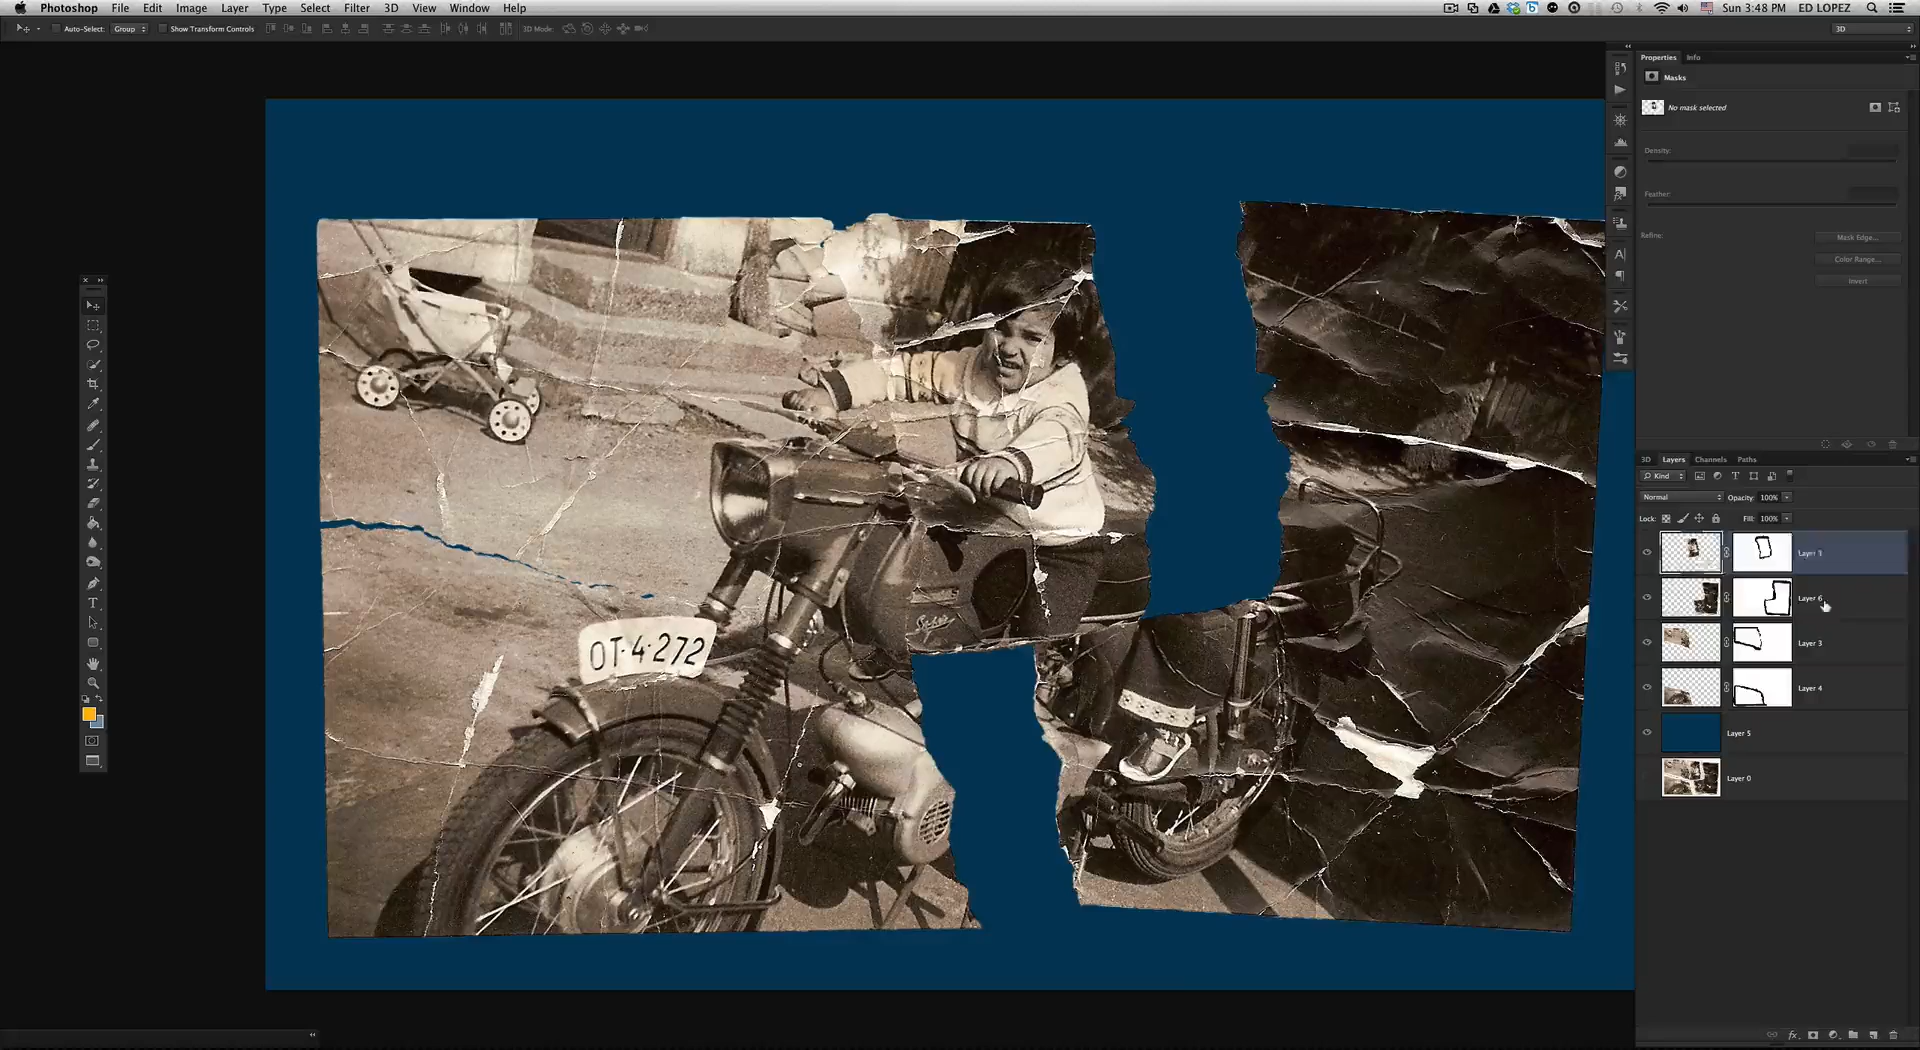 Photoshop File Edit Image Layer Type Select Filter 3D View Window Help Sun 3:48 PM ED LOPEZ
Auto-Select: Group Show Transform Controls 3D Mode: 3D
Properties Info
Masks
No mask selected
Density:
Feather:
Refine: Mask Edge...
Color Range...
Invert
3D Layers Channels Paths
Kind
Normal Opacity: 100%
Lock: Fill: 100%
Layer 1
Layer 6
Layer 3
Layer 4
Layer 5
Layer 0
OT·4·272